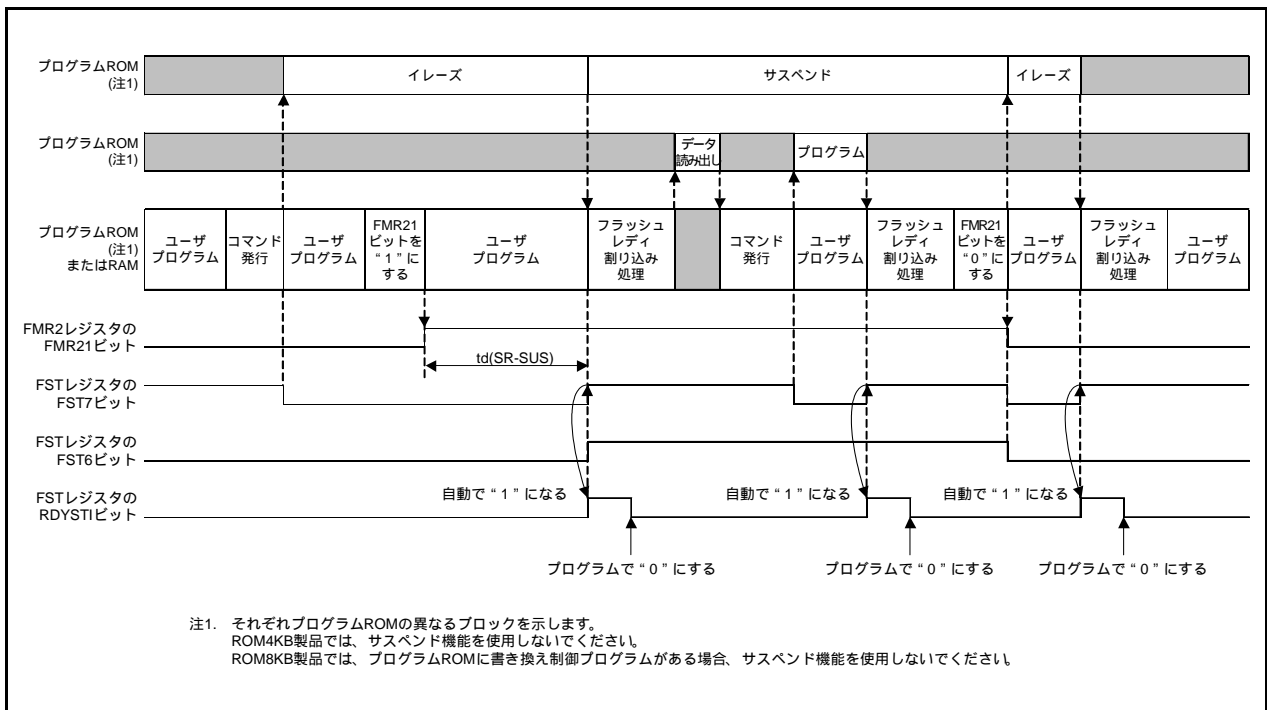 プログラムROM
(注1)
イレーズ
サスペンド
イレーズ
プログラムROM
(注1)
データ
読み出し
プログラム
プログラムROM
(注1)
またはRAM
ユーザ
プログラム
コマンド
発行
ユーザ
プログラム
FMR21
ビットを
“1”に
する
ユーザ
プログラム
フラッシュ
レディ
割り込み
処理
コマンド
発行
ユーザ
プログラム
フラッシュ
レディ
割り込み
処理
FMR21
ビットを
“0”に
する
ユーザ
プログラム
フラッシュ
レディ
割り込み
処理
ユーザ
プログラム
FMR2レジスタの
FMR21ビット
td(SR-SUS)
FSTレジスタの
FST7ビット
FSTレジスタの
FST6ビット
FSTレジスタの
RDYSTIビット
自動で“1”になる
自動で“1”になる
自動で“1”になる
プログラムで“0”にする
プログラムで“0”にする
プログラムで“0”にする
注1. それぞれプログラムROMの異なるブロックを示します。
ROM4KB製品では、サスペンド機能を使用しないでください。
ROM8KB製品では、プログラムROMに書き換え制御プログラムがある場合、サスペンド機能を使用しないでください。